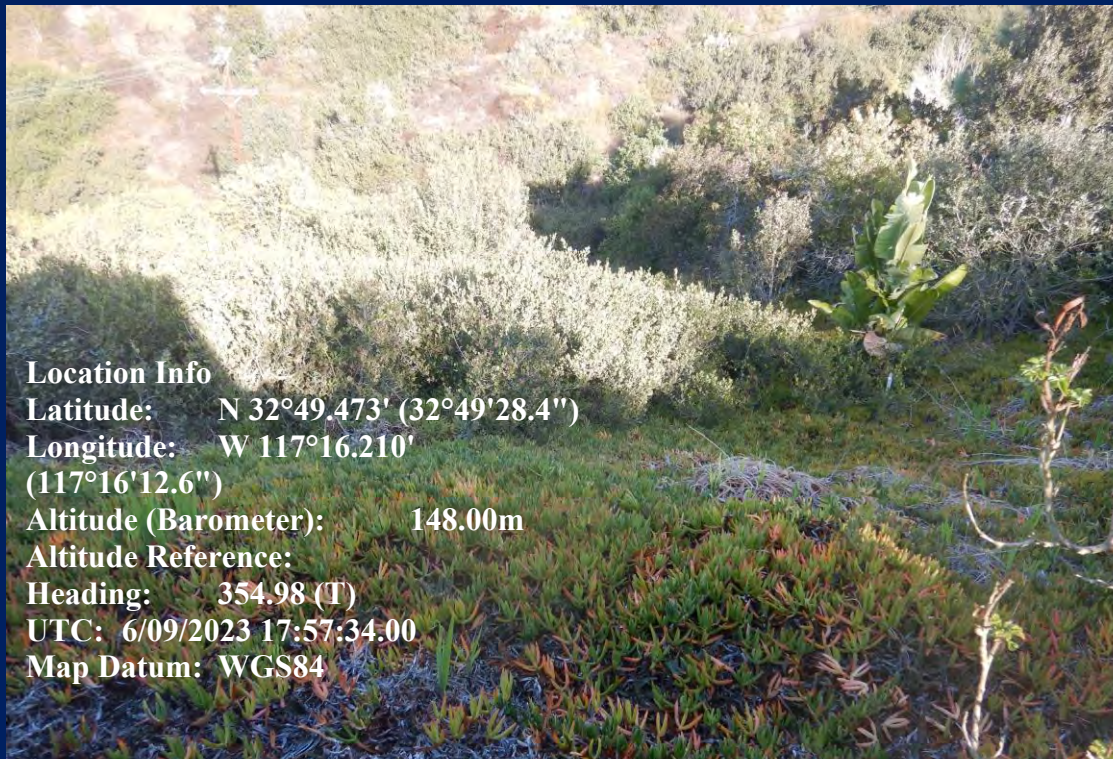 Location Info
Latitude: N 32°49.473' (32°49'28.4")
Longitude: W 117°16.210'
(117°16'12.6")
Altitude (Barometer): 148.00m
Altitude Reference:
Heading: 354.98 (T)
UTC: 6/09/2023 17:57:34.00
Map Datum: WGS84